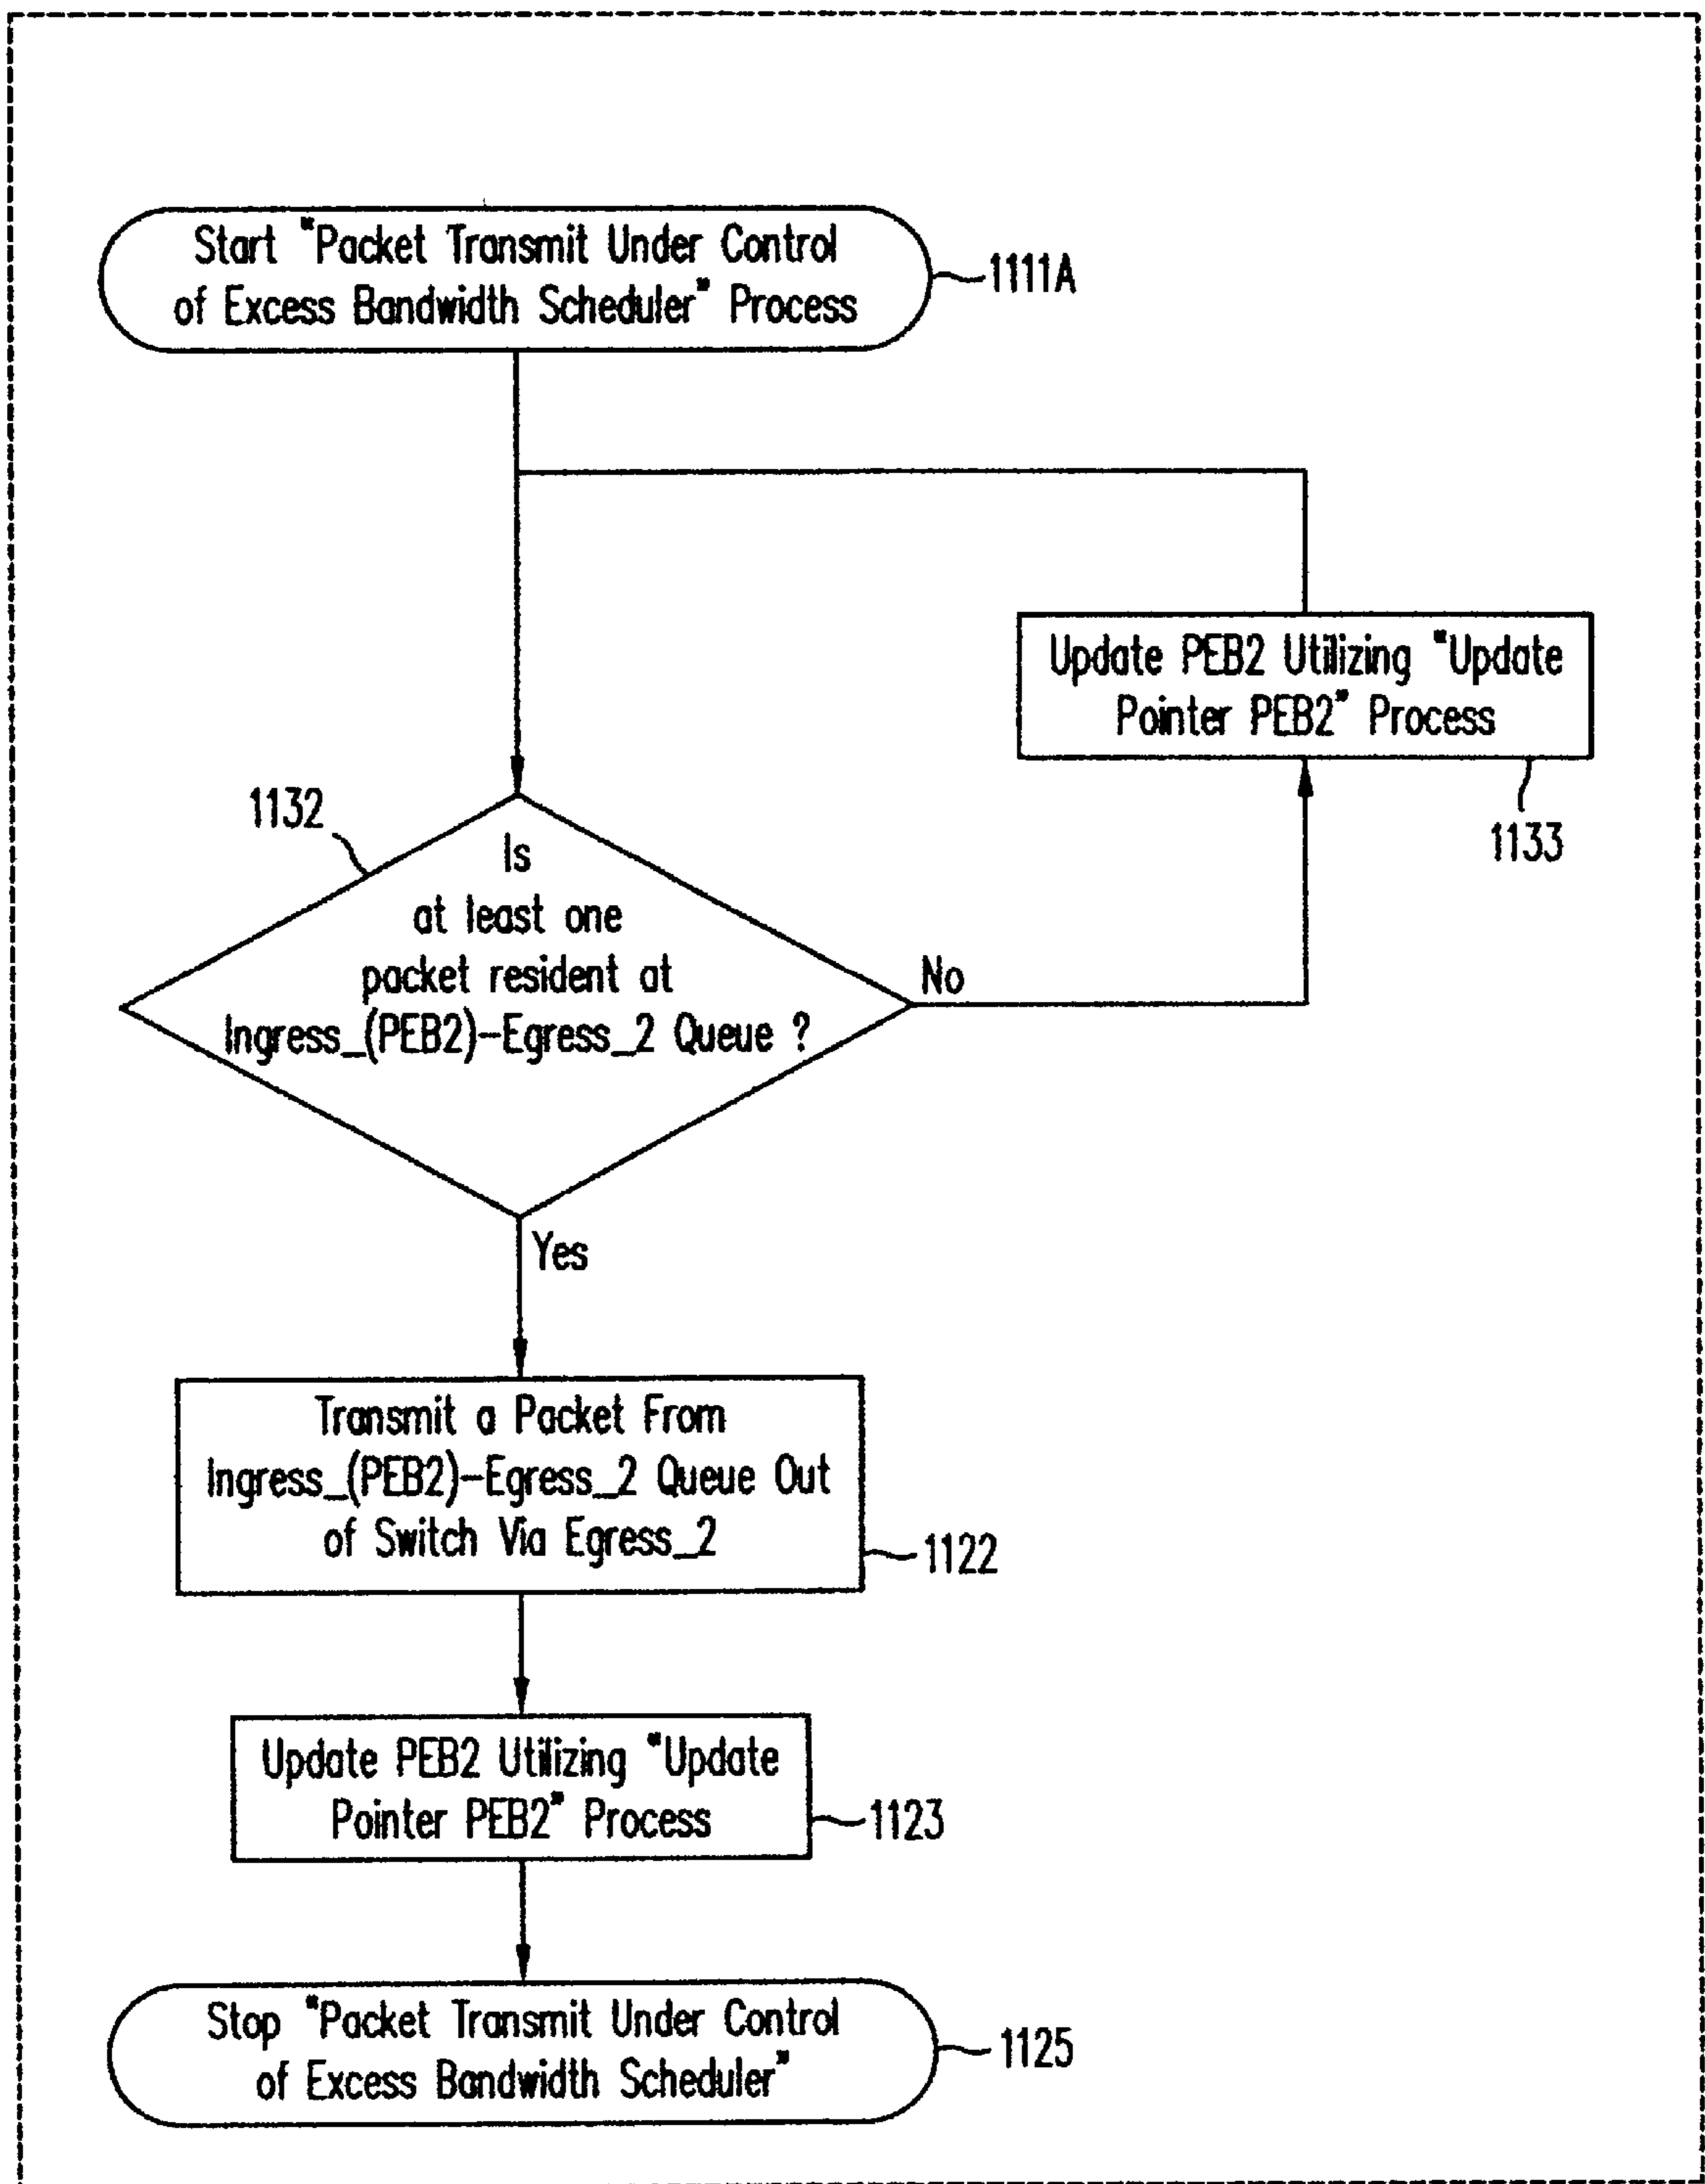 Start "Packet Transmit Under Control
of Excess Bandwidth Scheduler" Process
1111A
Update PEB2 Utilizing "Update
Pointer PEB2" Process
1133
1132
Is
at least one
packet resident at
Ingress_(PEB2)-Egress_2 Queue ?
No
Yes
Transmit a Packet From
Ingress_(PEB2)-Egress_2 Queue Out
of Switch Via Egress_2
1122
Update PEB2 Utilizing "Update
Pointer PEB2" Process
1123
Stop "Packet Transmit Under Control
of Excess Bandwidth Scheduler"
1125